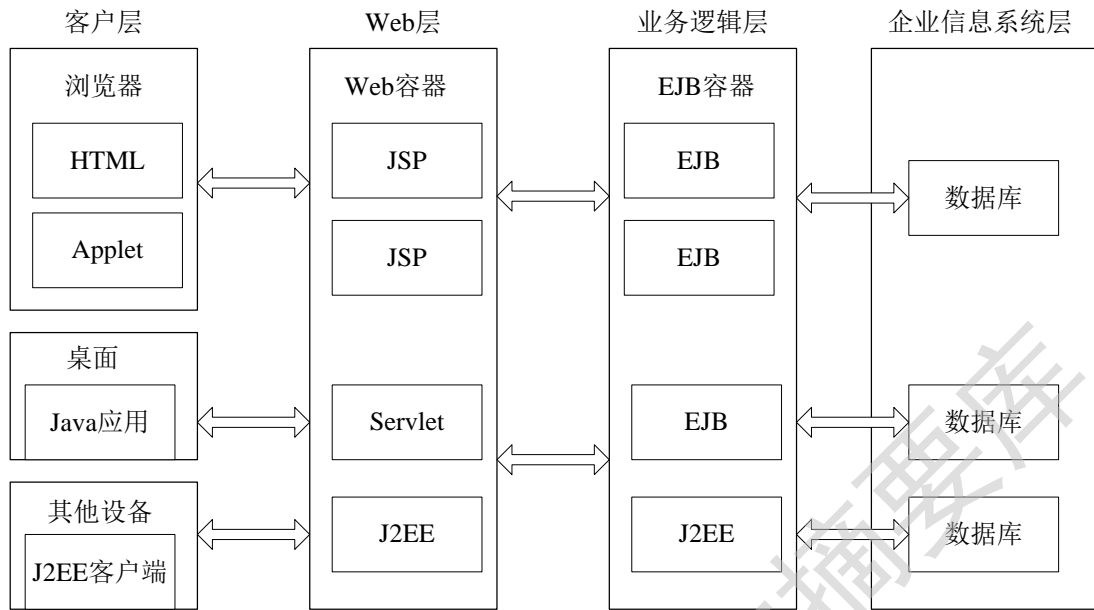 客户层
Web层
业务逻辑层
企业信息系统层
浏览器
HTML
Applet
桌面
Java应用
其他设备
J2EE客户端
Web容器
JSP
JSP
Servlet
J2EE
EJB容器
EJB
EJB
EJB
J2EE
数据库
数据库
数据库
摘要库